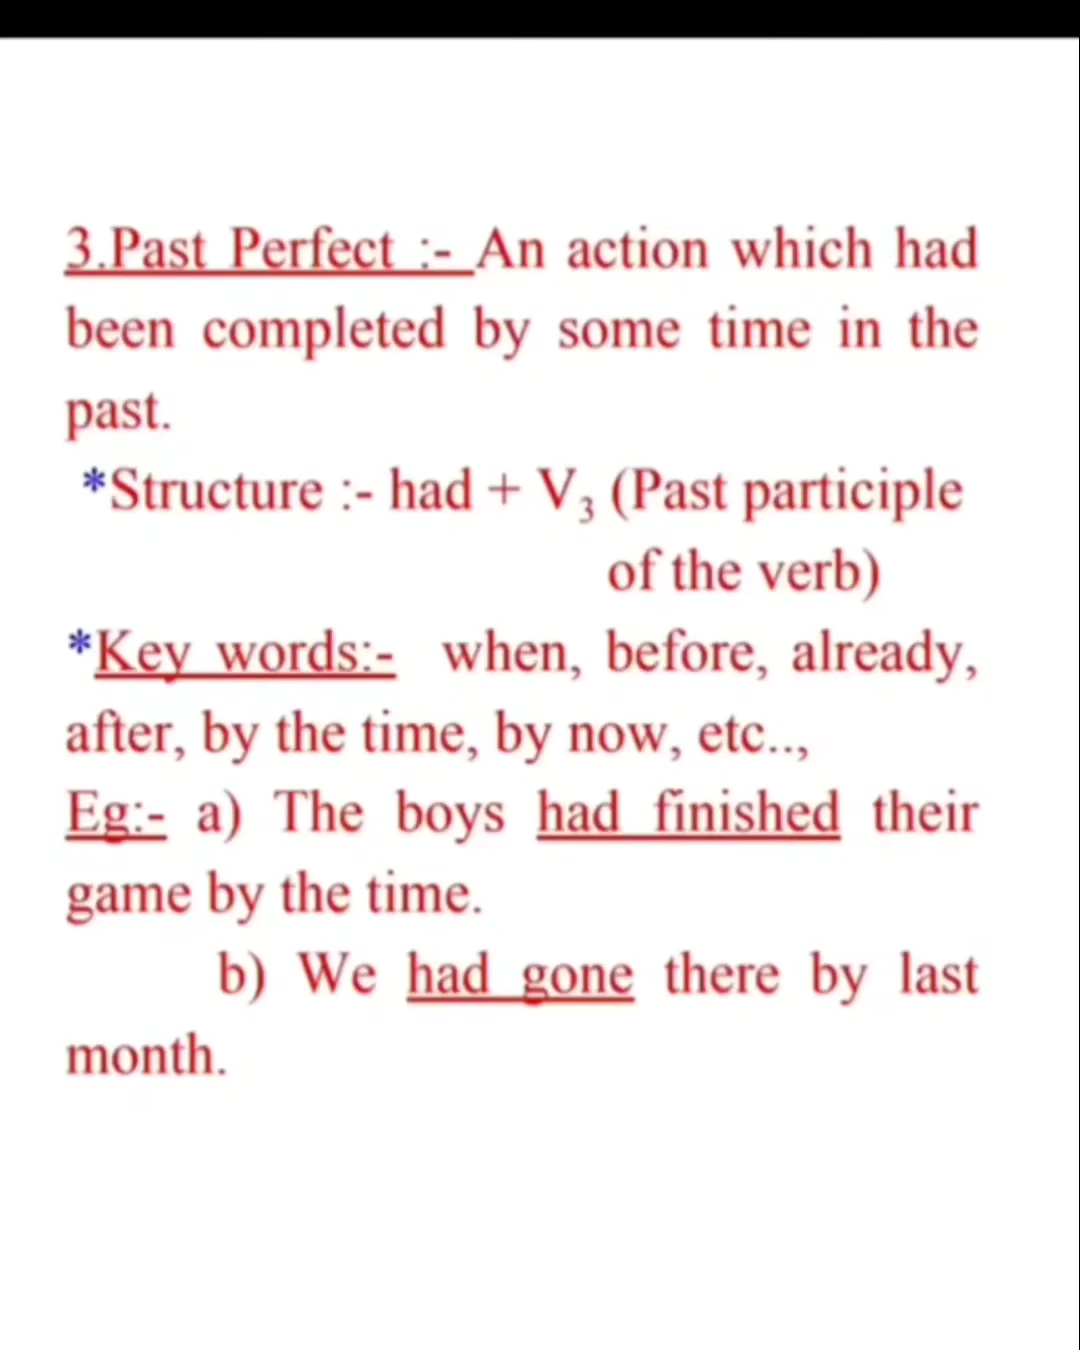 3.Past Perfect :- An action which had
been completed by some time in the
past.
*Structure :- had + V₃ (Past participle
of the verb)
*Key words:- when, before, already,
after, by the time, by now, etc..,
Eg:- a) The boys had finished their
game by the time.
b) We had gone there by last
month.